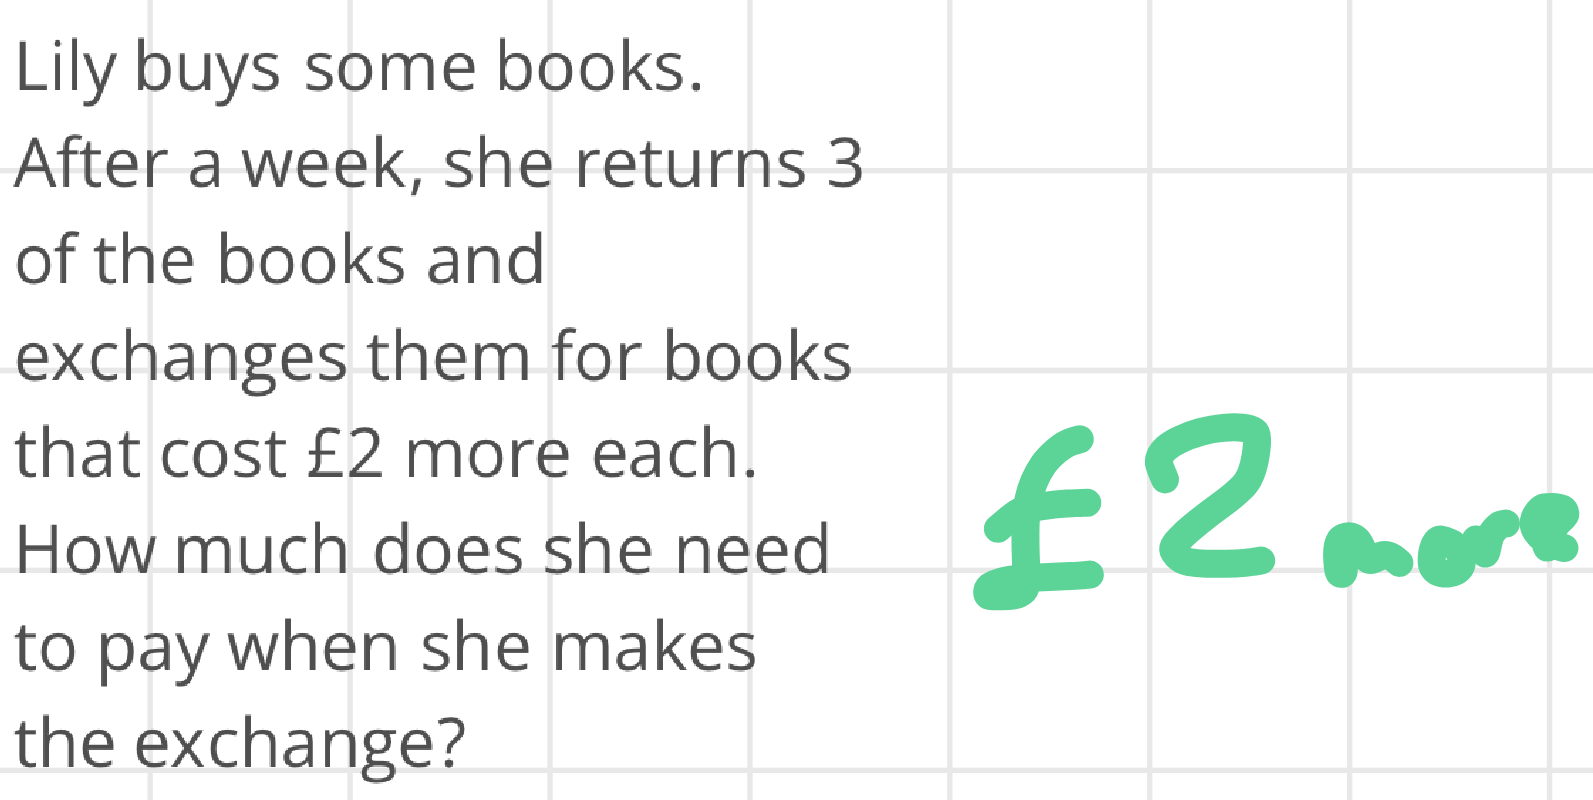 Lily buys some books.
After a week, she returns 3
of the books and
exchanges them for books
that cost £2 more each.
How much does she need
to pay when she makes
the exchange?
£2 more